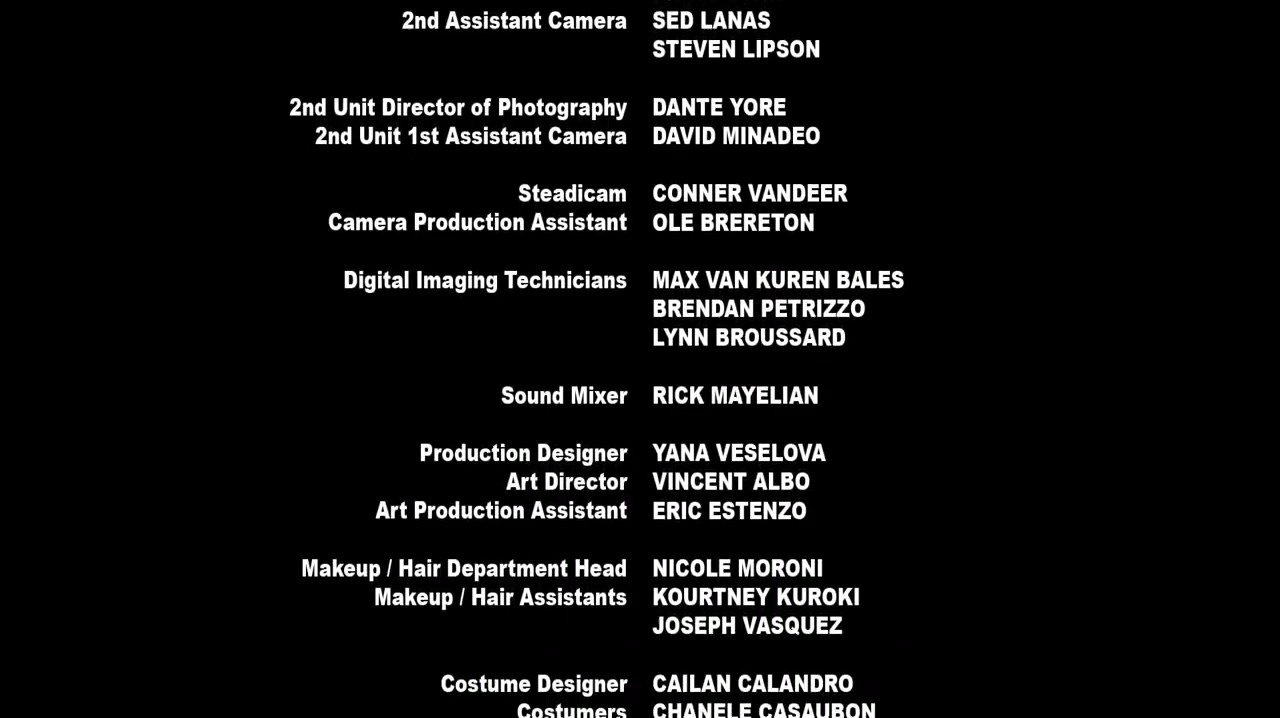 2nd Assistant Camera SED LANAS
STEVEN LIPSON
2nd Unit Director of Photography DANTE YORE
2nd Unit 1st Assistant Camera DAVID MINADEO
Steadicam CONNER VANDEER
Camera Production Assistant OLE BRERETON
Digital Imaging Technicians MAX VAN KUREN BALES
BRENDAN PETRIZZO
LYNN BROUSSARD
Sound Mixer RICK MAYELIAN
Production Designer YANA VESELOVA
Art Director VINCENT ALBO
Art Production Assistant ERIC ESTENZO
Makeup / Hair Department Head NICOLE MORONI
Makeup / Hair Assistants KOURTNEY KUROKI
JOSEPH VASQUEZ
Costume Designer CAILAN CALANDRO
Costumers CHANELE CASAUBON